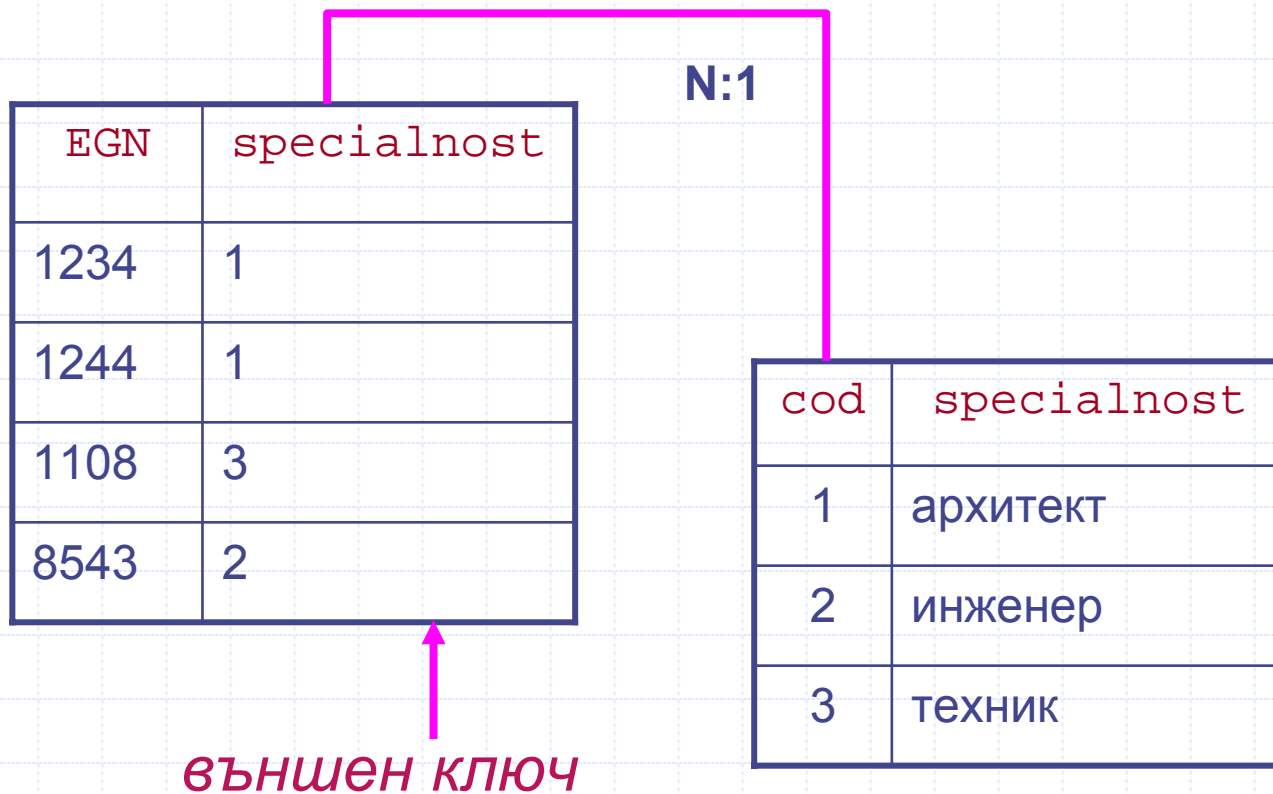 N:1
EGN specialnost
1234 1
1244 1
1108 3
8543 2
външен ключ
cod specialnost
1 архитект
2 инженер
3 техник